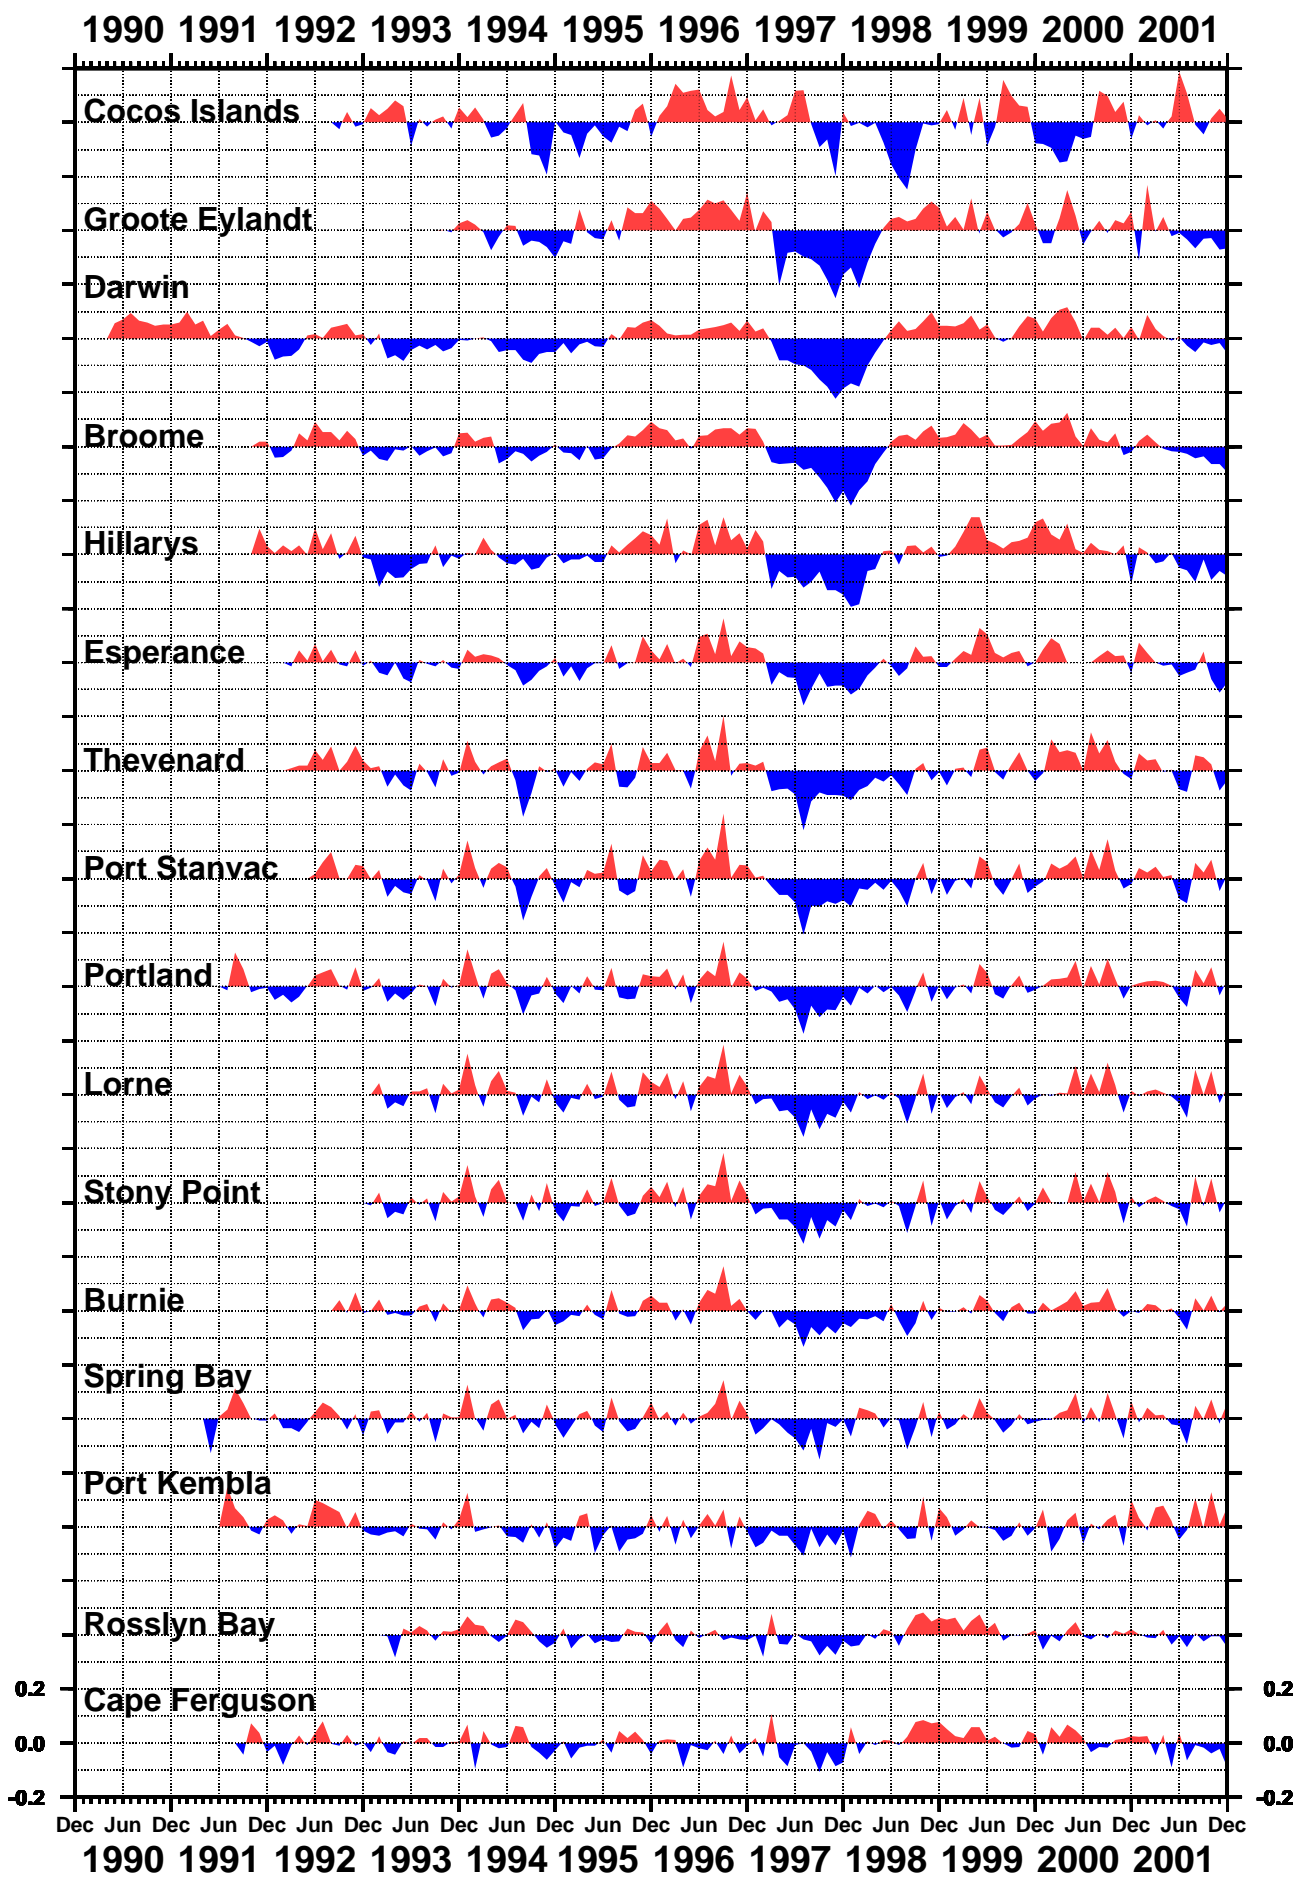 1990 1991 1992 1993 1994 1995 1996 1997 1998 1999 2000 2001
Cocos Islands
Groote Eylandt
Darwin
Broome
Hillarys
Esperance
Thevenard
Port Stanvac
Portland
Lorne
Stony Point
Burnie
Spring Bay
Port Kembla
Rosslyn Bay
0.2 Cape Ferguson 0.2
0.0 0.0
-0.2 -0.2
Dec Jun Dec Jun Dec Jun Dec Jun Dec Jun Dec Jun Dec Jun Dec Jun Dec Jun Dec Jun Dec Jun Dec Jun Dec
1990 1991 1992 1993 1994 1995 1996 1997 1998 1999 2000 2001